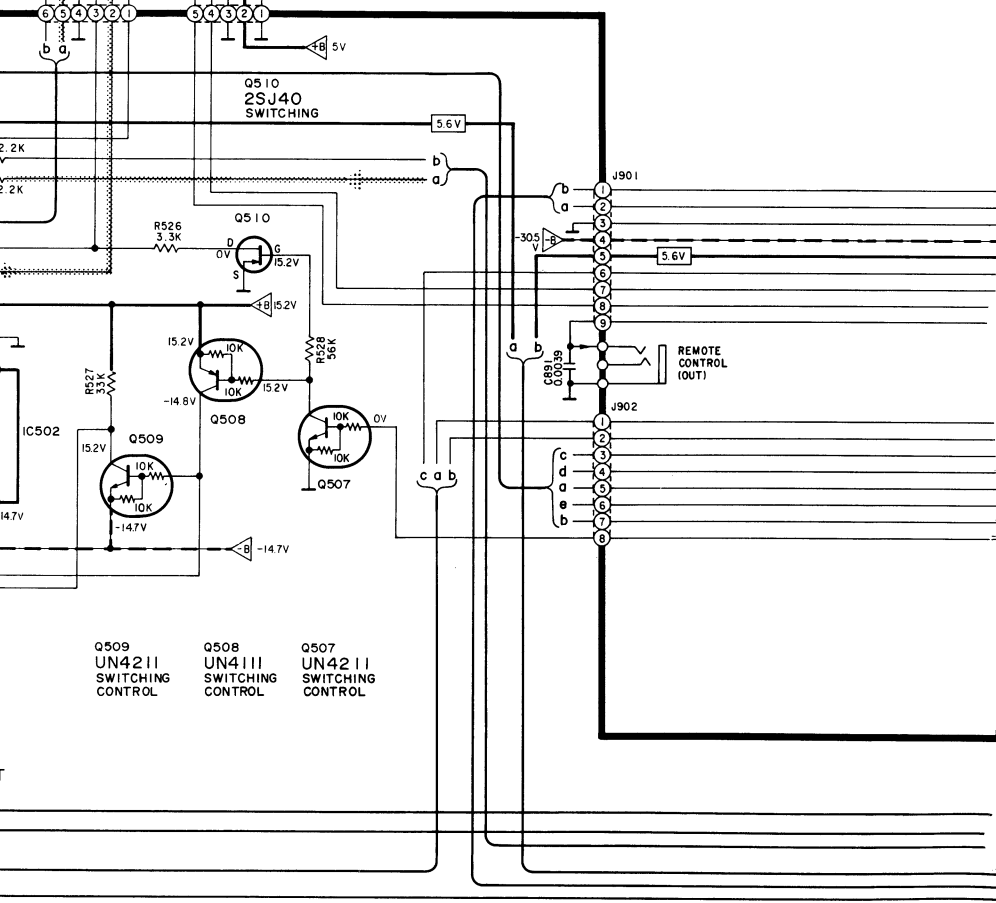 6 5 4 3 2 1
5 4 3 2 1
b a
+B 5V
Q510
2SJ40
SWITCHING
5.6V
2.2K
b
a
2.2K
J901
b 1
a 2
3
-30.5 V -B 4
5 5.6V
6
7
8
9
R526
3.3K
Q510
D
0V
G
15.2V
S
+B 15.2V
15.2V
10K
10K
15.2V
-14.8V
Q508
R528
56K
R527
33K
a b
C891
0.0039
REMOTE
CONTROL
(OUT)
J902
1
2
c 3
d 4
a 5
e 6
b 7
8
IC502
14.7V
Q509
15.2V
10K
10K
-14.7V
10K
0V
10K
Q507
c a b
-B -14.7V
Q509
UN4211
SWITCHING
CONTROL
Q508
UN4111
SWITCHING
CONTROL
Q507
UN4211
SWITCHING
CONTROL
T